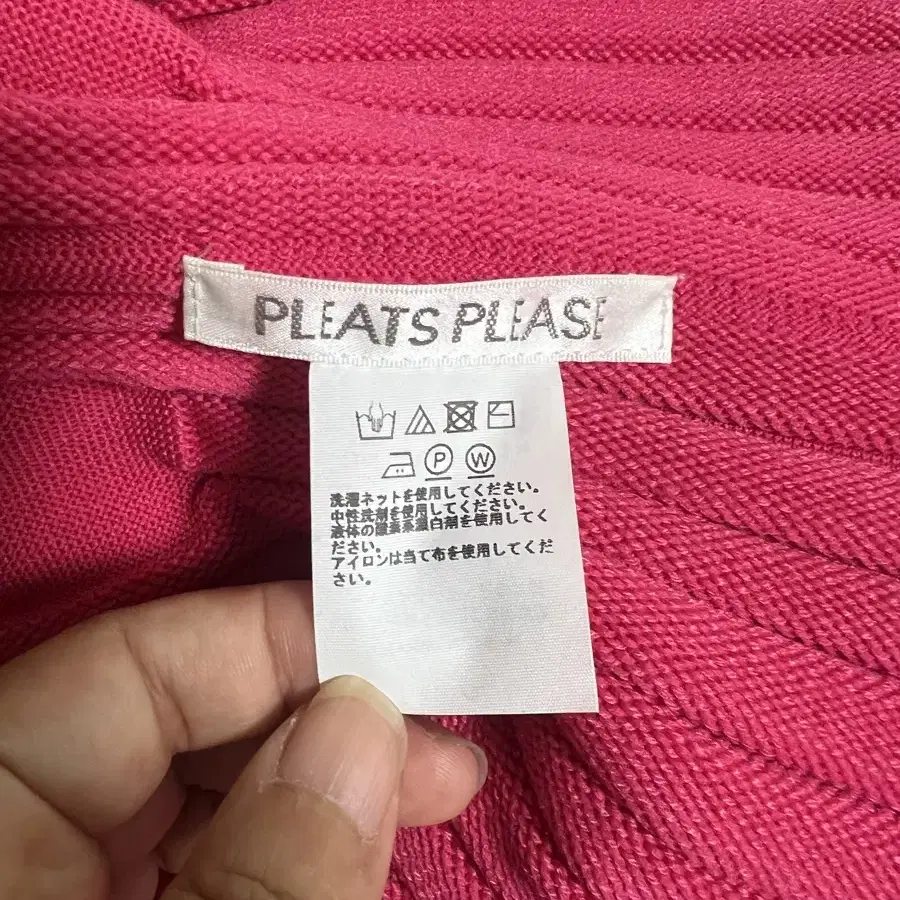 PLEATS PLEASE
P W
洗濯ネットを使用してください。
中性洗剤を使用してください。
液体の酸素系漂白剤を使用してく
ださい。
アイロンは当て布を使用してくだ
さい。